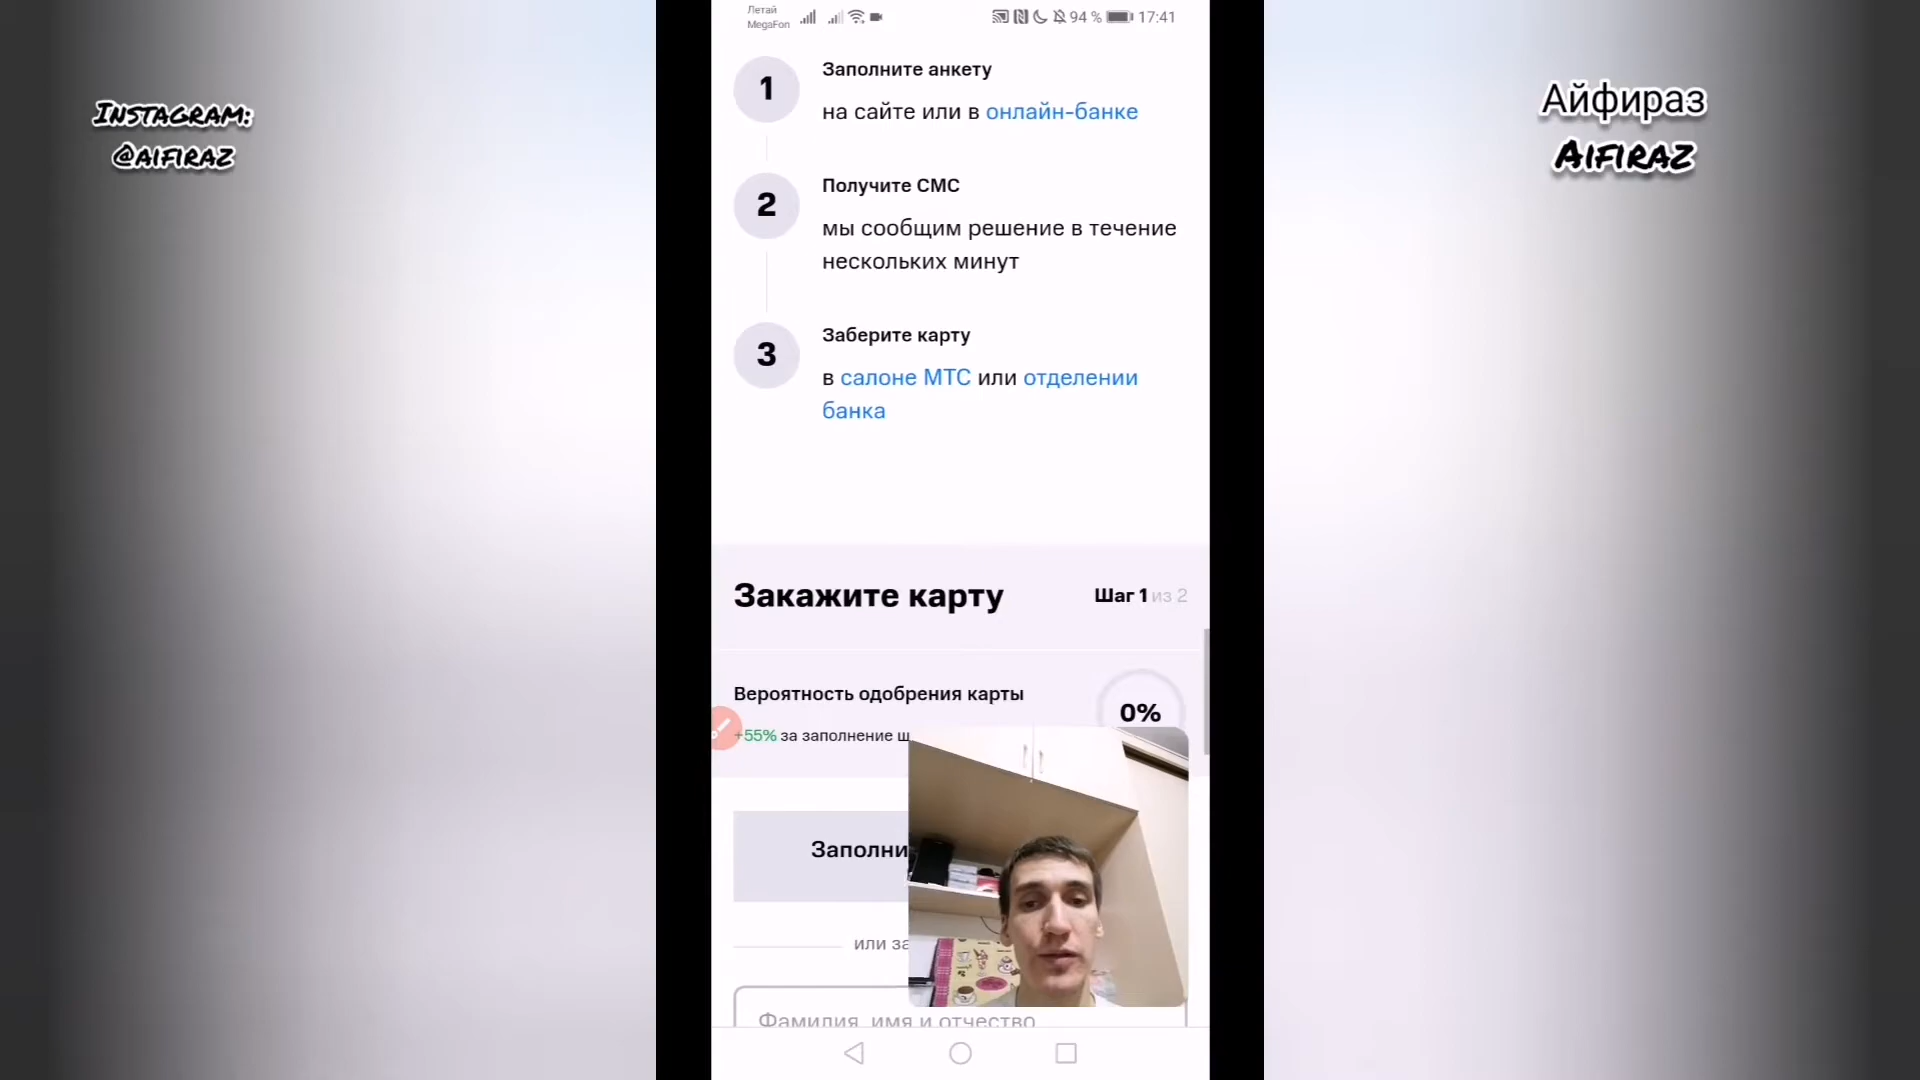 INSTAGRAM:
@AIFIRAZ
Айфираз
AIFIRAZ
Летай
MegaFon
94 %
17:41
1
Заполните анкету
на сайте или в онлайн-банке
2
Получите СМС
мы сообщим решение в течение
нескольких минут
3
Заберите карту
в салоне МТС или отделении
банка
Закажите карту
Шаг 1 из 2
Вероятность одобрения карты
0%
+55% за заполнение
Заполни
или за
Фамилия, имя и отчество